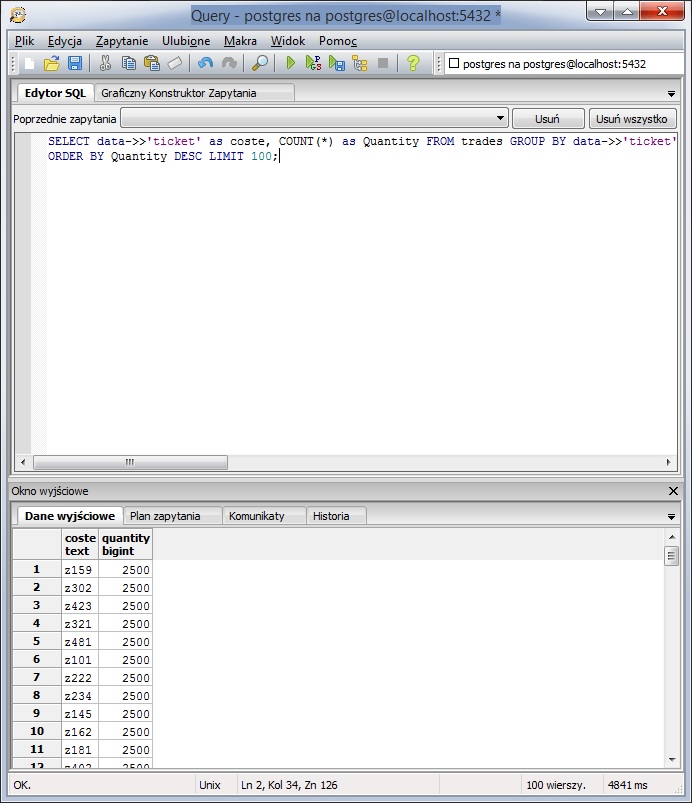 Query - postgres na postgres@localhost:5432 *
Plik Edycja Zapytanie Ulubione Makra Widok Pomoc
postgres na postgres@localhost:5432
Edytor SQL Graficzny Konstruktor Zapytania
Poprzednie zapytania Usuń Usuń wszystko
SELECT data->>'ticket' as coste, COUNT(*) as Quantity FROM trades GROUP BY data->>'ticket'
ORDER BY Quantity DESC LIMIT 100;
Okno wyjściowe
Dane wyjściowe Plan zapytania Komunikaty Historia
coste quantity
text bigint
1 z159 2500
2 z302 2500
3 z423 2500
4 z321 2500
5 z481 2500
6 z101 2500
7 z222 2500
8 z234 2500
9 z145 2500
10 z162 2500
11 z181 2500
12 z402 2500
OK. Unix Ln 2, Kol 34, Zn 126 100 wierszy. 4841 ms